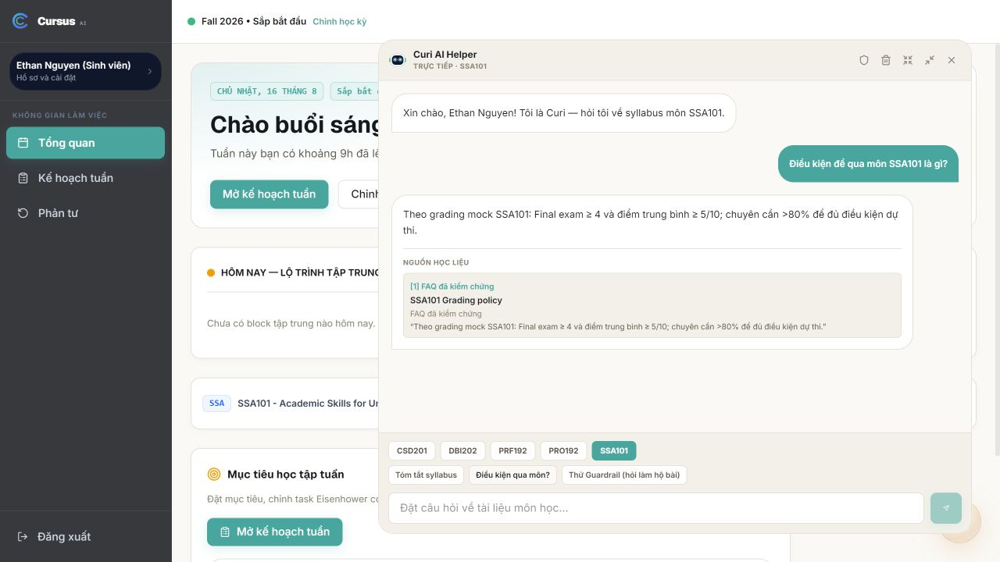 Cursus AI
Ethan Nguyen (Sinh viên)
Hồ sơ và cài đặt
KHÔNG GIAN LÀM VIỆC
Tổng quan
Kế hoạch tuần
Phản tư
Đăng xuất
Fall 2026 • Sắp bắt đầu Chỉnh học kỳ
CHỦ NHẬT, 16 THÁNG 8
Sắp bắt
Chào buổi sáng
Tuần này bạn có khoảng 9h đã
Mở kế hoạch tuần
Chỉnh
HÔM NAY — LỘ TRÌNH TẬP TRUNG
Chưa có block tập trung nào hôm nay.
SSA SSA101 - Academic Skills for
Mục tiêu học tập tuần
Đặt mục tiêu, chỉnh task Eisenhower
Mở kế hoạch tuần
Curi AI Helper
TRỰC TIẾP · SSA101
Xin chào, Ethan Nguyen! Tôi là Curi — hỏi tôi về syllabus môn SSA101.
Điều kiện để qua môn SSA101 là gì?
Theo grading mock SSA101: Final exam ≥ 4 và điểm trung bình ≥ 5/10; chuyên cần >80% để đủ điều kiện dự
thi.
NGUỒN HỌC LIỆU
[1] FAQ đã kiểm chứng
SSA101 Grading policy
FAQ đã kiểm chứng
“Theo grading mock SSA101: Final exam ≥ 4 và điểm trung bình ≥ 5/10; chuyên cần >80% để đủ điều kiện dự thi.”
CSD201 DBI202 PRF192 PRO192 SSA101
Tóm tắt syllabus Điều kiện qua môn? Thử Guardrail (hỏi làm hộ bài)
Đặt câu hỏi về tài liệu môn học...